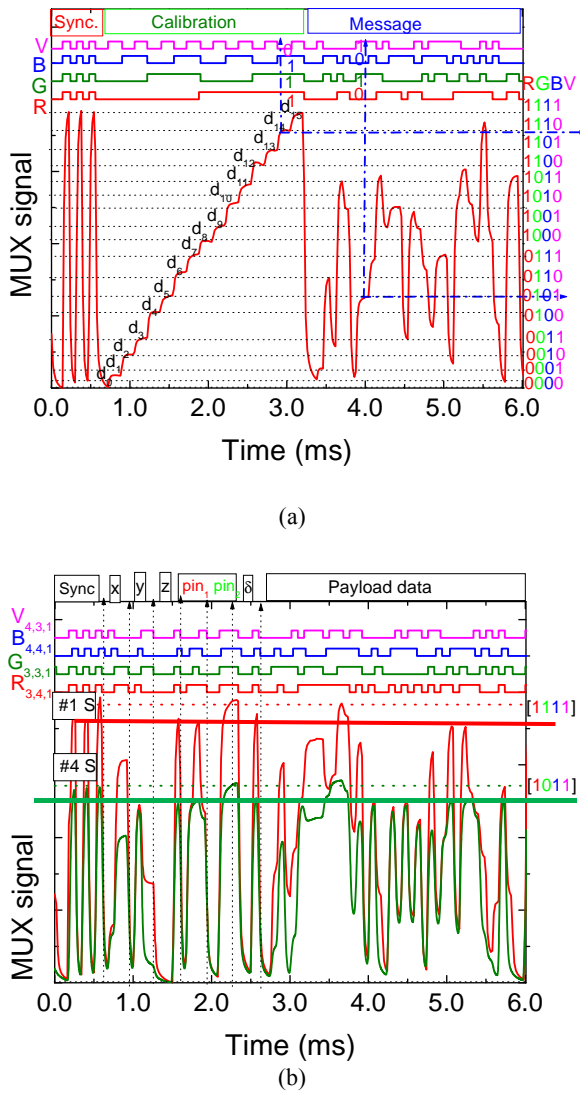 Sync. Calibration Message
V
B
G
R
0
1
1
1
1
0
1
0
RGBV
1111
1110
1101
1100
1011
1010
1001
1000
0111
0110
0101
0100
0011
0010
0001
0000
d0
d1
d2
d3
d4
d5
d6
d7
d8
d9
d10
d11
d12
d13
d14
d15
MUX signal
0.0 1.0 2.0 3.0 4.0 5.0 6.0
Time (ms)
(a)
Sync x y z pin1 pin2 δ Payload data
V4,3,1
B4,4,1
G3,3,1
R3,4,1
#1 S
[1111]
#4 S
[1011]
MUX signal
0.0 1.0 2.0 3.0 4.0 5.0 6.0
Time (ms)
(b)